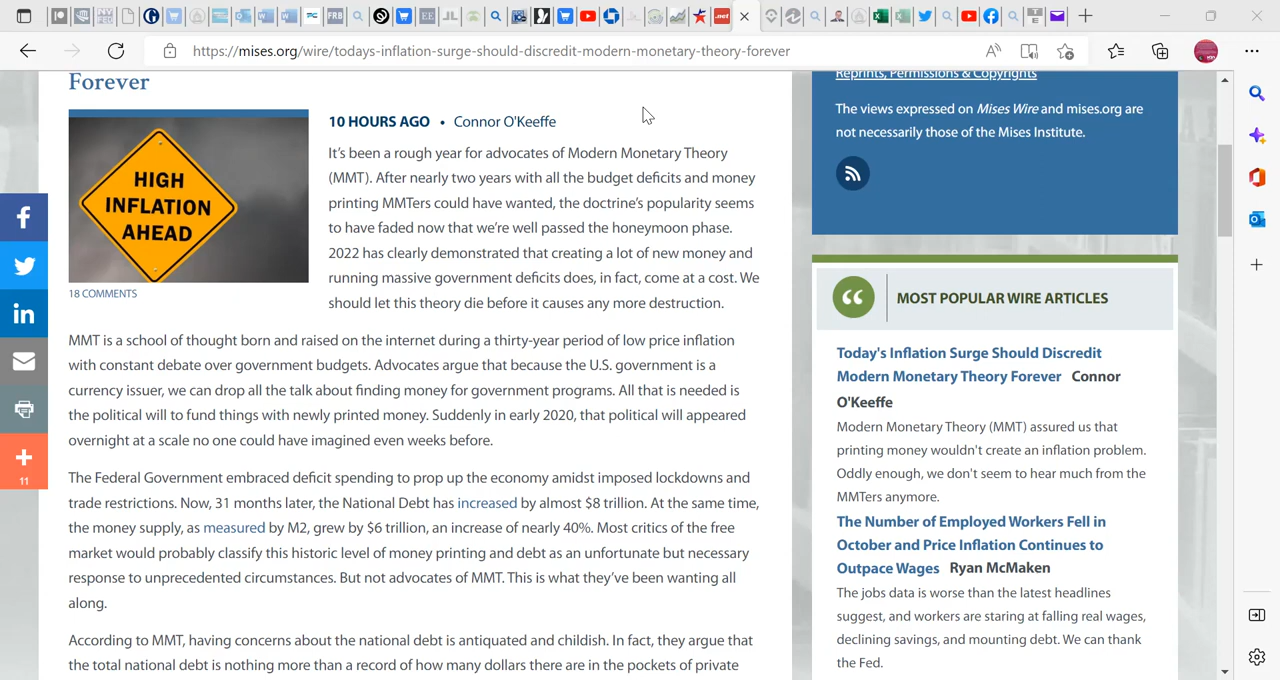 https://mises.org/wire/todays-inflation-surge-should-discredit-modern-monetary-theory-forever
Forever
HIGH
INFLATION
AHEAD
18 COMMENTS
10 HOURS AGO • Connor O'Keeffe
It's been a rough year for advocates of Modern Monetary Theory
(MMT). After nearly two years with all the budget deficits and money
printing MMTers could have wanted, the doctrine's popularity seems
to have faded now that we're well passed the honeymoon phase.
2022 has clearly demonstrated that creating a lot of new money and
running massive government deficits does, in fact, come at a cost. We
should let this theory die before it causes any more destruction.
MMT is a school of thought born and raised on the internet during a thirty-year period of low price inflation
with constant debate over government budgets. Advocates argue that because the U.S. government is a
currency issuer, we can drop all the talk about finding money for government programs. All that is needed is
the political will to fund things with newly printed money. Suddenly in early 2020, that political will appeared
overnight at a scale no one could have imagined even weeks before.
The Federal Government embraced deficit spending to prop up the economy amidst imposed lockdowns and
trade restrictions. Now, 31 months later, the National Debt has increased by almost $8 trillion. At the same time,
the money supply, as measured by M2, grew by $6 trillion, an increase of nearly 40%. Most critics of the free
market would probably classify this historic level of money printing and debt as an unfortunate but necessary
response to unprecedented circumstances. But not advocates of MMT. This is what they've been wanting all
along.
According to MMT, having concerns about the national debt is antiquated and childish. In fact, they argue that
the total national debt is nothing more than a record of how many dollars there are in the pockets of private
11
Reprints, Permissions & Copyrights
The views expressed on Mises Wire and mises.org are
not necessarily those of the Mises Institute.
MOST POPULAR WIRE ARTICLES
Today's Inflation Surge Should Discredit
Modern Monetary Theory Forever Connor
O'Keeffe
Modern Monetary Theory (MMT) assured us that
printing money wouldn't create an inflation problem.
Oddly enough, we don't seem to hear much from the
MMTers anymore.
The Number of Employed Workers Fell in
October and Price Inflation Continues to
Outpace Wages Ryan McMaken
The jobs data is worse than the latest headlines
suggest, and workers are staring at falling real wages,
declining savings, and mounting debt. We can thank
the Fed.